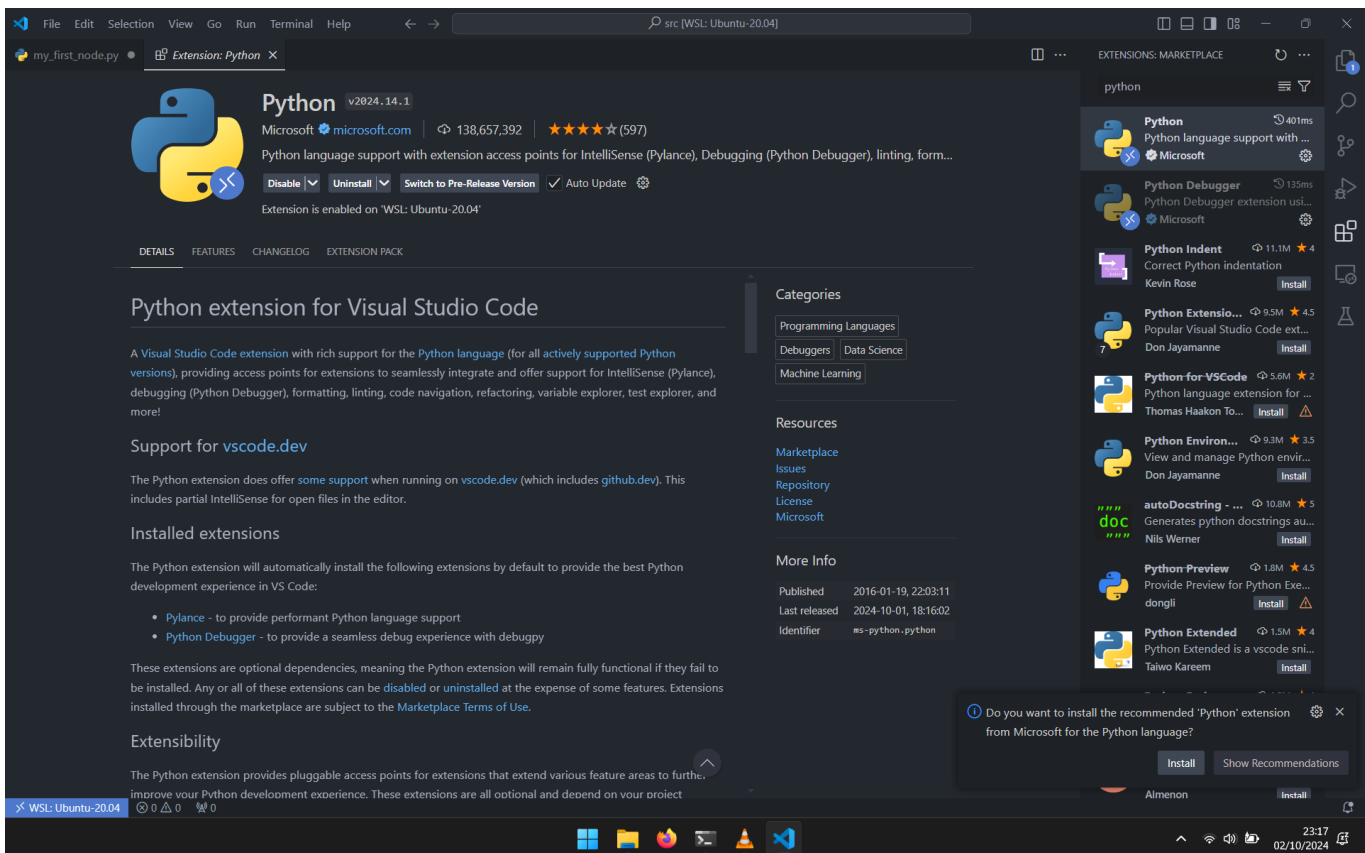 File Edit Selection View Go Run Terminal Help
src [WSL: Ubuntu-20.04]
my_first_node.py
Extension: Python
Python v2024.14.1
Microsoft microsoft.com 138,657,392 (597)
Python language support with extension access points for IntelliSense (Pylance), Debugging (Python Debugger), linting, form...
Disable Uninstall Switch to Pre-Release Version Auto Update
Extension is enabled on 'WSL: Ubuntu-20.04'
DETAILS FEATURES CHANGELOG EXTENSION PACK
Python extension for Visual Studio Code
A Visual Studio Code extension with rich support for the Python language (for all actively supported Python
versions), providing access points for extensions to seamlessly integrate and offer support for IntelliSense (Pylance),
debugging (Python Debugger), formatting, linting, code navigation, refactoring, variable explorer, test explorer, and
more!
Support for vscode.dev
The Python extension does offer some support when running on vscode.dev (which includes github.dev). This
includes partial IntelliSense for open files in the editor.
Installed extensions
The Python extension will automatically install the following extensions by default to provide the best Python
development experience in VS Code:
• Pylance - to provide performant Python language support
• Python Debugger - to provide a seamless debug experience with debugpy
These extensions are optional dependencies, meaning the Python extension will remain fully functional if they fail to
be installed. Any or all of these extensions can be disabled or uninstalled at the expense of some features. Extensions
installed through the marketplace are subject to the Marketplace Terms of Use.
Extensibility
The Python extension provides pluggable access points for extensions that extend various feature areas to further
improve your Python development experience. These extensions are all optional and depend on your project
Categories
Programming Languages
Debuggers Data Science
Machine Learning
Resources
Marketplace
Issues
Repository
License
Microsoft
More Info
Published 2016-01-19, 22:03:11
Last released 2024-10-01, 18:16:02
Identifier ms-python.python
EXTENSIONS: MARKETPLACE
python
Python 401ms
Python language support with ...
Microsoft
Python Debugger 135ms
Python Debugger extension usi...
Microsoft
Python Indent 11.1M 4
Correct Python indentation
Kevin Rose Install
Python Extensio... 9.5M 4.5
Popular Visual Studio Code ext...
7 Don Jayamanne Install
Python for VSCode 5.6M 2
Python language extension for ...
Thomas Haakon To... Install
Python Environ... 9.3M 3.5
View and manage Python envir...
Don Jayamanne Install
autoDocstring - ... 10.8M 5
""" doc """
Generates python docstrings au...
Nils Werner Install
Python Preview 1.8M 4.5
Provide Preview for Python Exe...
dongli Install
Python Extended 1.5M 4
Python Extended is a vscode sni...
Taiwo Kareem Install
Do you want to install the recommended 'Python' extension
from Microsoft for the Python language?
Install Show Recommendations
Almenon Install
1
WSL: Ubuntu-20.04 0 0 0
23:17
02/10/2024